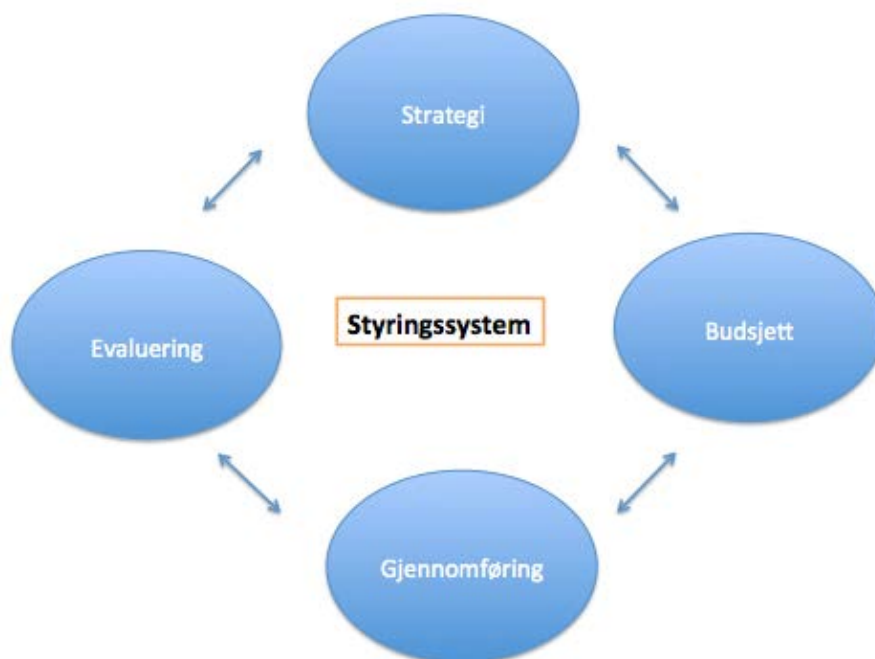 Strategi
Styringssystem
Budsjett
Evaluering
Gjennomføring